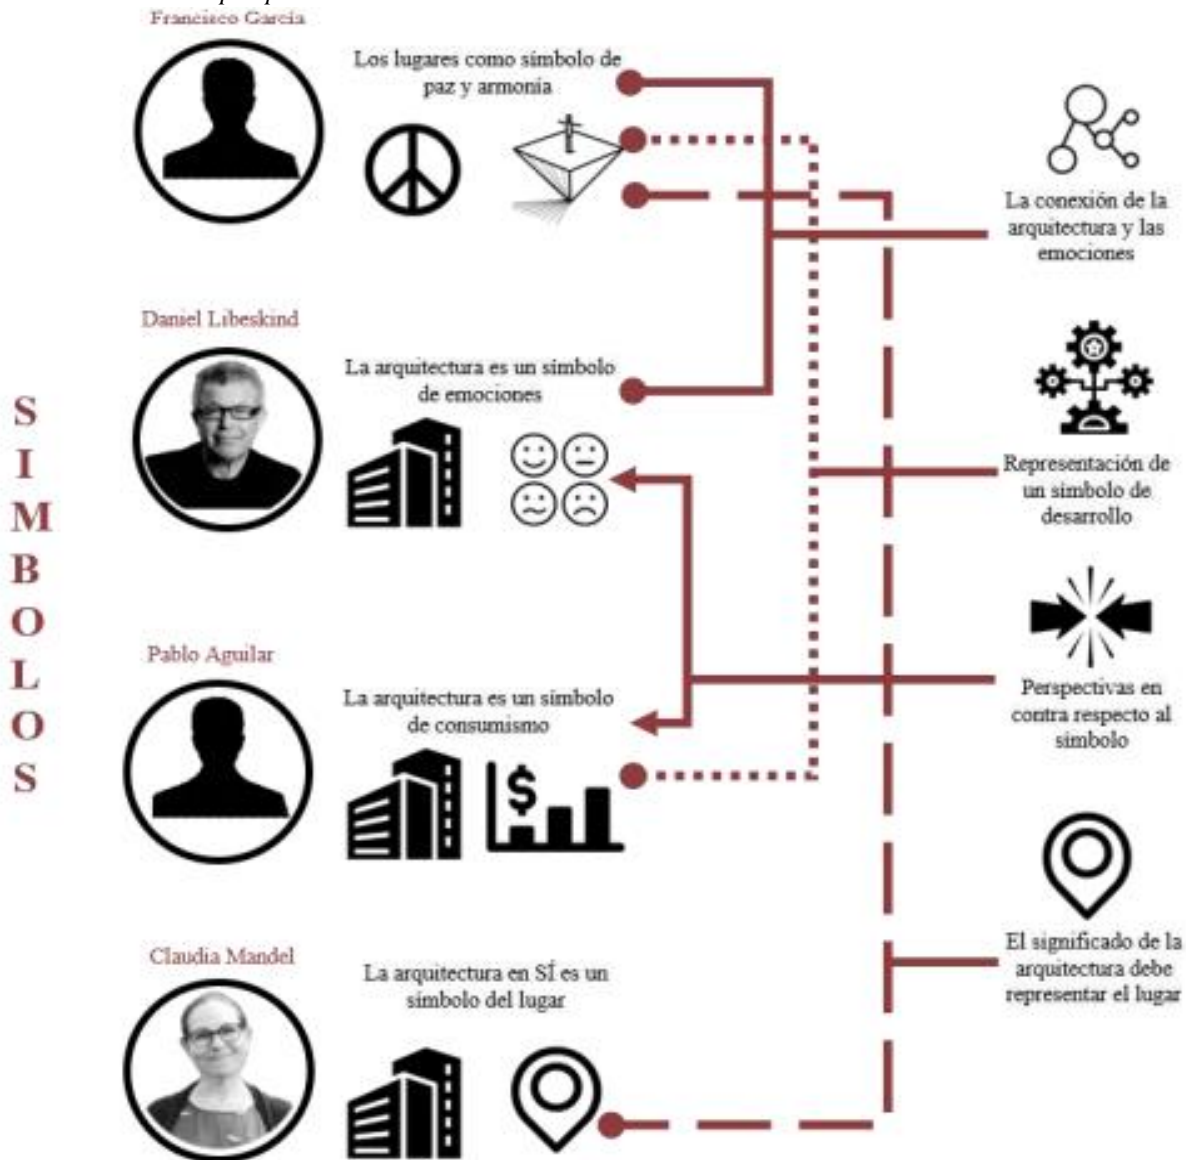 Francisco García
Los lugares como símbolo de
paz y armonía
La conexión de la
arquitectura y las
emociones
Daniel Libeskind
La arquitectura es un símbolo
de emociones
Representación de
un símbolo de
desarrollo
SIMBOLOS
Pablo Aguilar
La arquitectura es un símbolo
de consumismo
$
Perspectivas en
contra respecto al
símbolo
Claudia Mandel
La arquitectura en SÍ es un
símbolo del lugar
El significado de la
arquitectura debe
representar el lugar